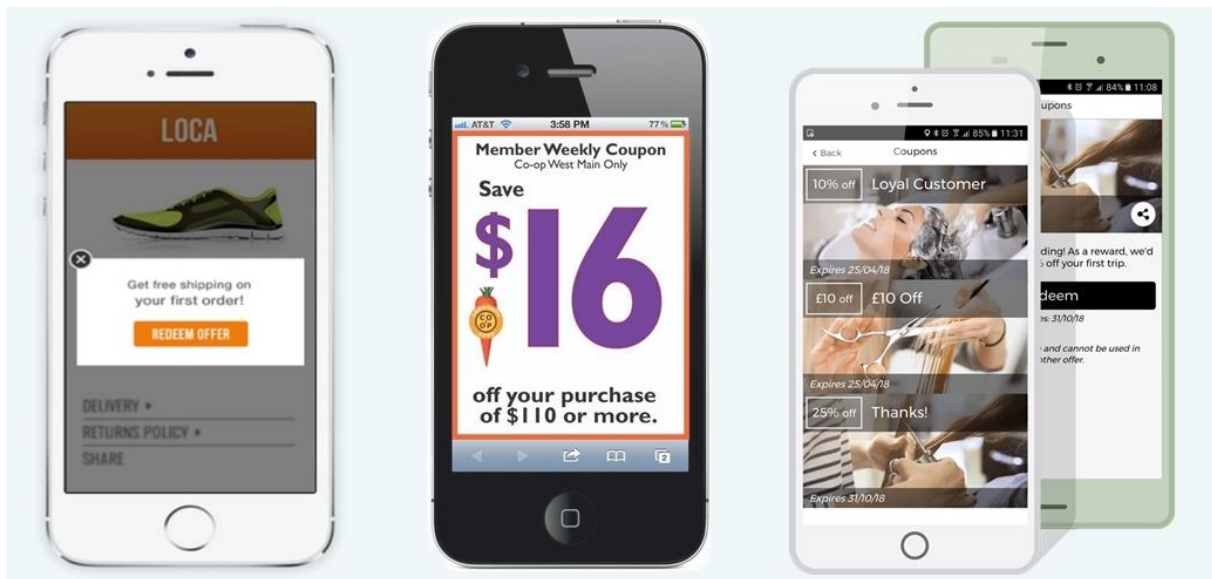 LOCA
Get free shipping on
your first order!
REDEEM OFFER
DELIVERY
RETURNS POLICY
SHARE
AT&T 3:58 PM 77%
Member Weekly Coupon
Co-op West Main Only
Save
$16
CO
OP
off your purchase
of $110 or more.
2
85% 11:31
< Back Coupons
10% off Loyal Customer
Expires 25/04/18
£10 off £10 Off
Expires 25/04/18
25% off Thanks!
Expires 31/10/18
84% 11:08
upons
ding! As a reward, we'd
% off your first trip.
deem
es: 31/10/18
and cannot be used in
other offer.